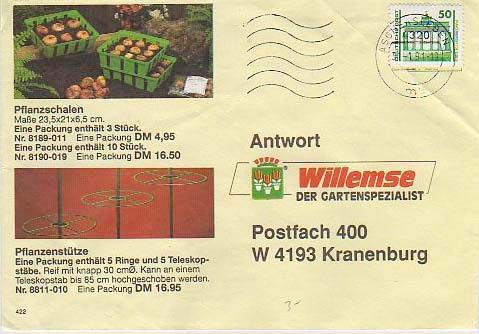 Pflanzschalen
Maße 23,5x21x6,5 cm.
Eine Packung enthält 3 Stück.
Nr. 8189-011 Eine Packung DM 4,95
Eine Packung enthält 10 Stück.
Nr. 8190-019 Eine Packung DM 16.50
Pflanzenstütze
Eine Packung enthält 5 Ringe und 5 Teleskop-
stäbe. Reif mit knapp 30 cmØ. Kann an einem
Teleskopstab bis 85 cm hochgeschoben werden.
Nr. 8811-010 Eine Packung DM 16.95
422
50
320
Antwort
Willemse
DER GARTENSPEZIALIST
Postfach 400
W 4193 Kranenburg